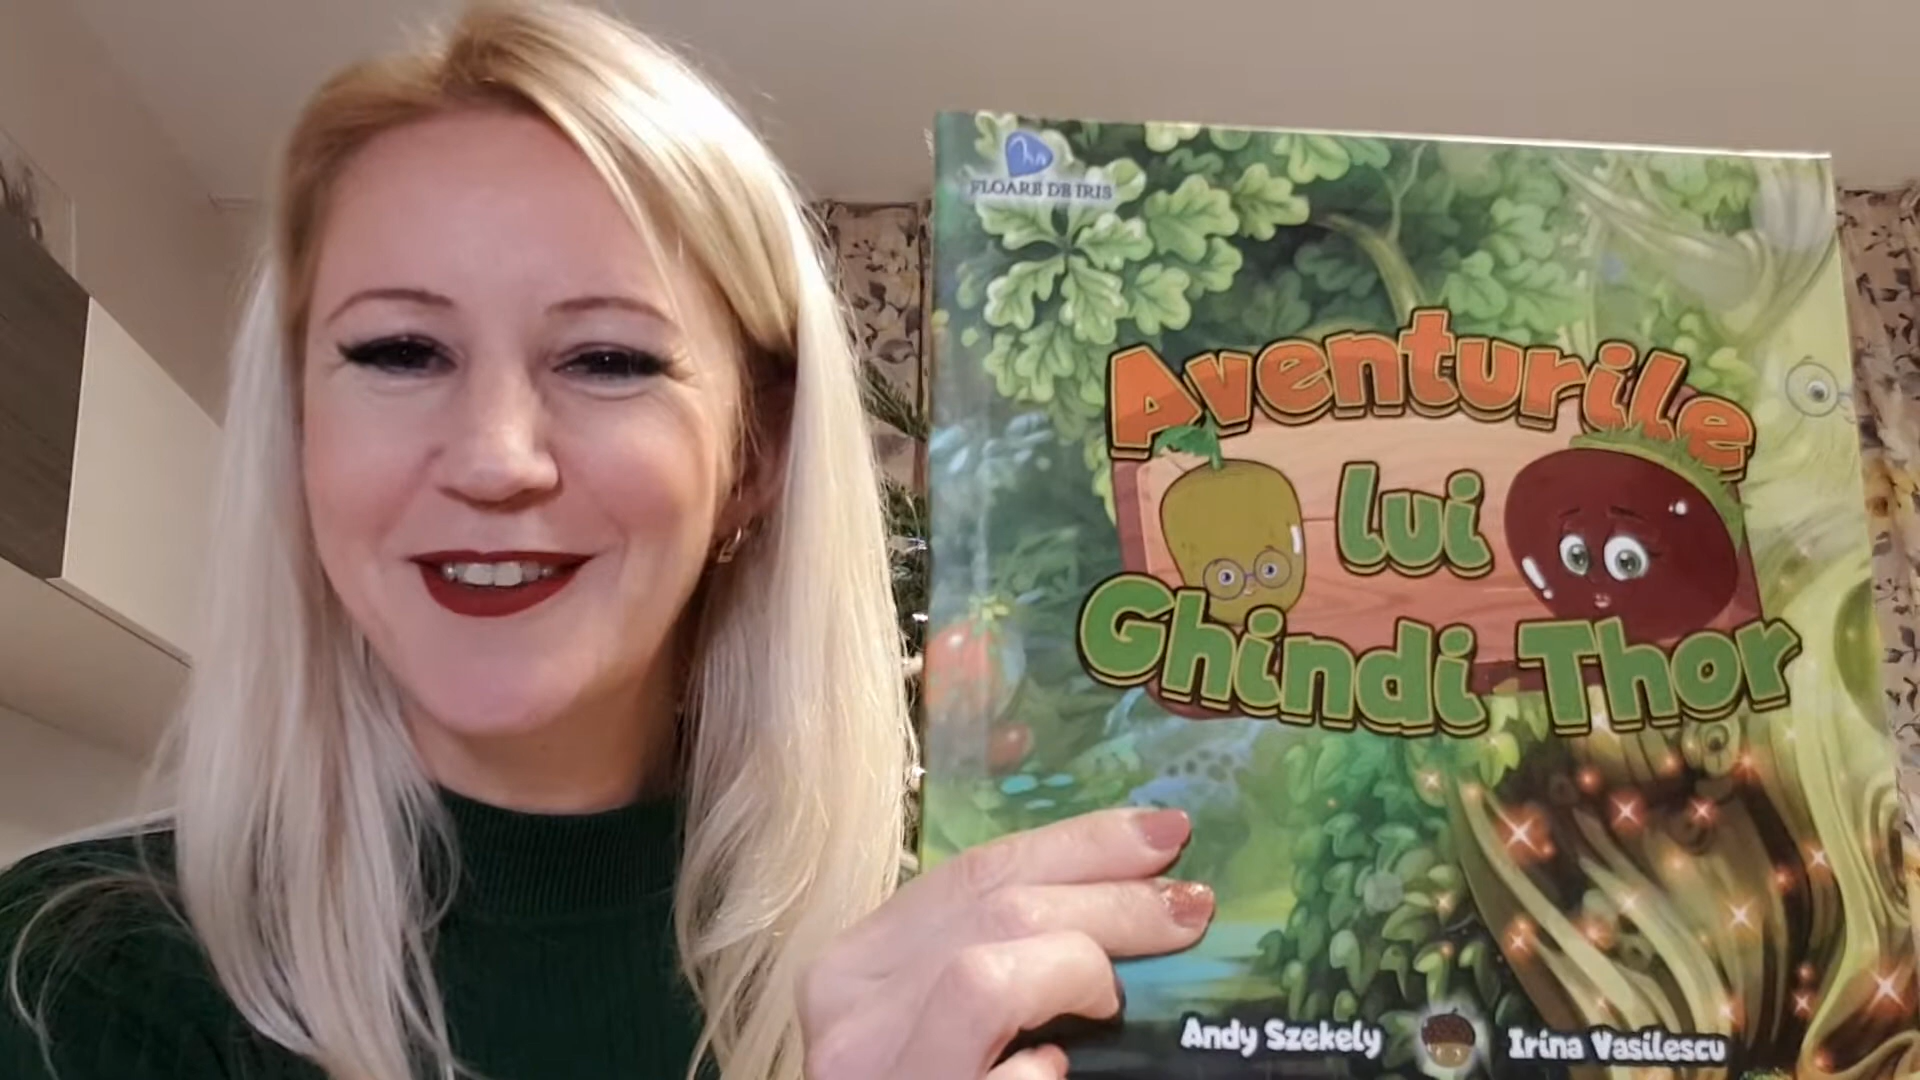 FLOARE DE IRIS
Aventurile
lui
Ghindi Thor
Andy Szekely
Irina Vasilescu